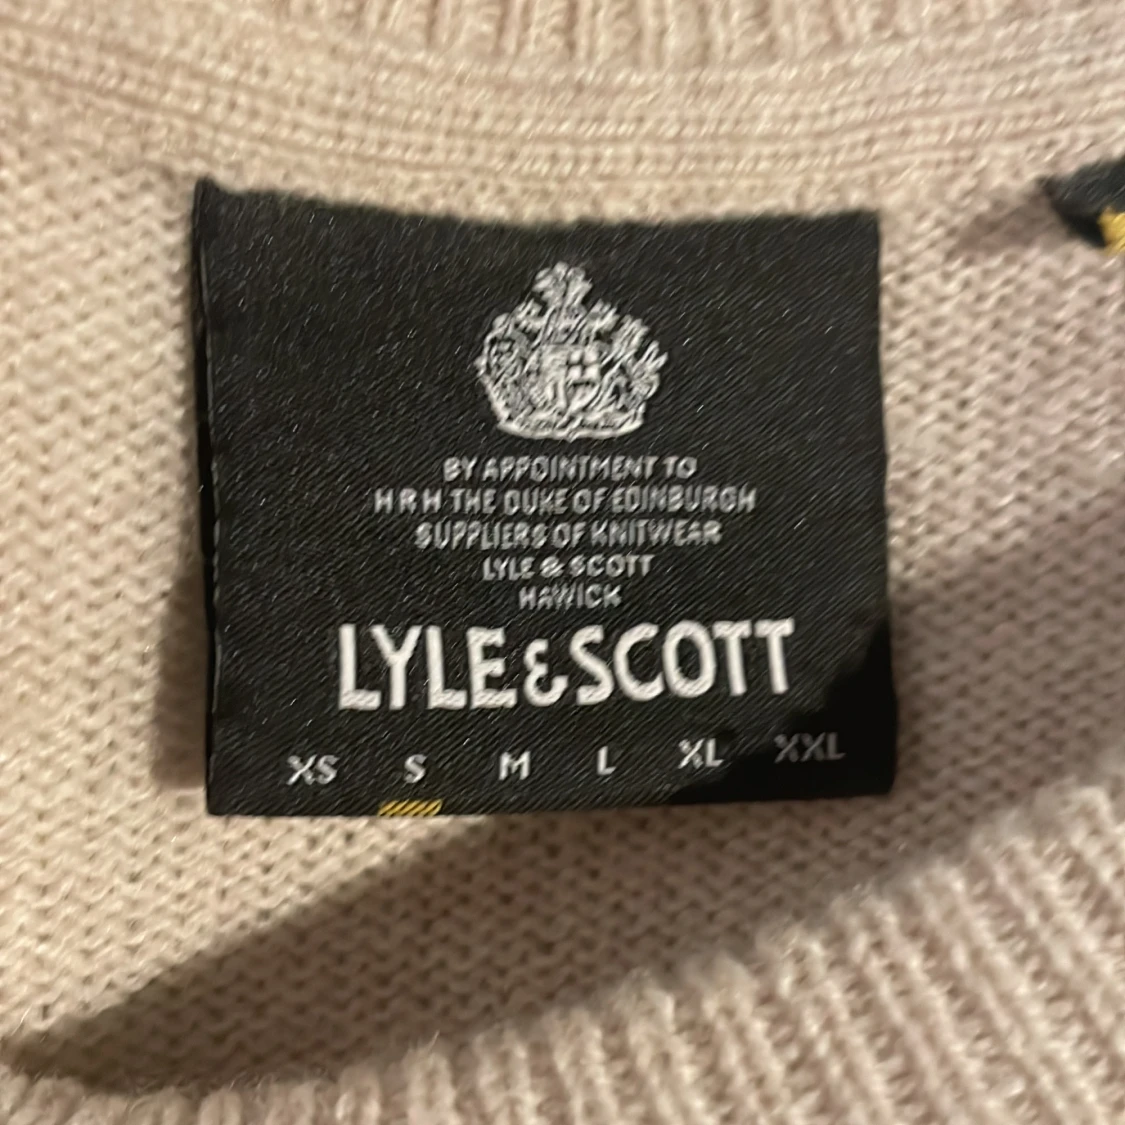 BY APPOINTMENT TO
H R H THE DUKE OF EDINBURGH
SUPPLIERS OF KNITWEAR
LYLE & SCOTT
HAWICK
LYLE & SCOTT
XS S M L XL XXL